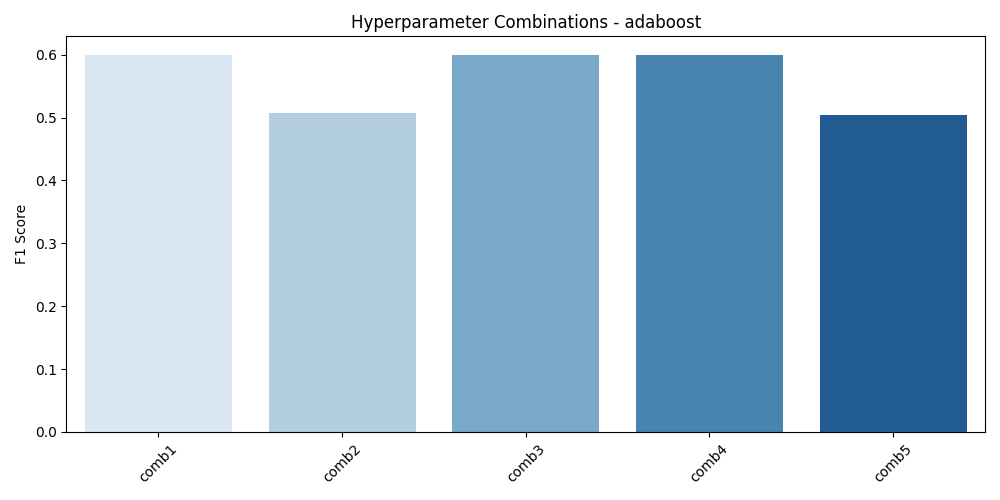 Hyperparameter Combinations - adaboost
F1 Score
0.6
0.5
0.4
0.3
0.2
0.1
0.0
comb1
comb2
comb3
comb4
comb5